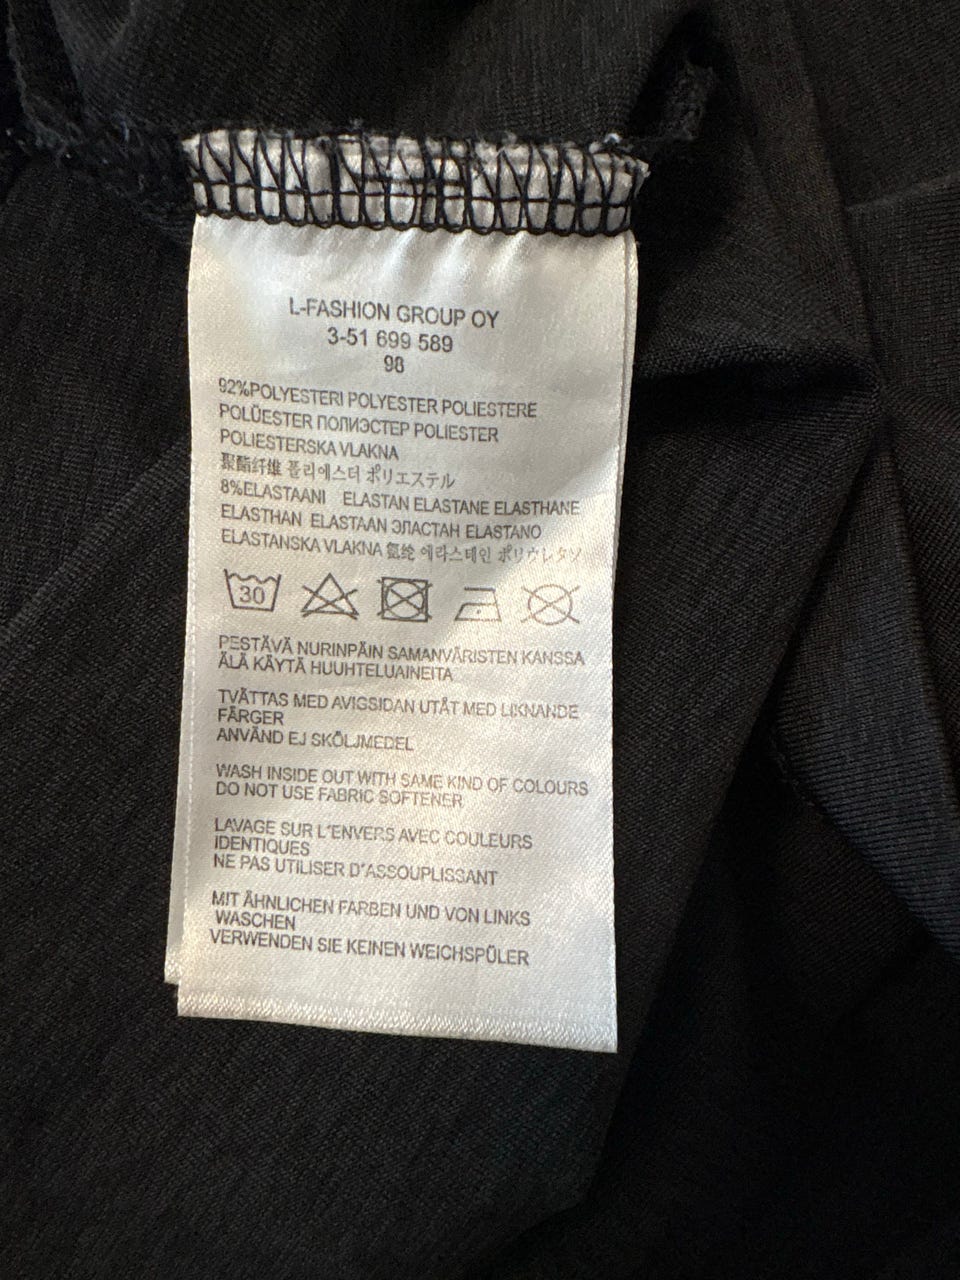 L-FASHION GROUP OY
3-51 699 589
98
92%POLYESTERI POLYESTER POLIESTERE
POLÜESTER ПОЛИЭСТЕР POLIESTER
POLIESTERSKA VLAKNA
聚酯纤维 폴리에스더 ポリエステル
8%ELASTAANI ELASTAN ELASTANE ELASTHANE
ELASTHAN ELASTAAN ЭЛАСТАН ELASTANO
ELASTANSKA VLAKNA 氨纶 에라스테인 ポリウレタン
30
PESTÄVÄ NURINPÄIN SAMANVÄRISTEN KANSSA
ÄLÄ KÄYTÄ HUUHTELUAINEITA
TVÄTTAS MED AVIGSIDAN UTÅT MED LIKNANDE
FÄRGER
ANVÄND EJ SKÖLJMEDEL
WASH INSIDE OUT WITH SAME KIND OF COLOURS
DO NOT USE FABRIC SOFTENER
LAVAGE SUR L'ENVERS AVEC COULEURS
IDENTIQUES
NE PAS UTILISER D'ASSOUPLISSANT
MIT ÄHNLICHEN FARBEN UND VON LINKS
WASCHEN
VERWENDEN SIE KEINEN WEICHSPÜLER